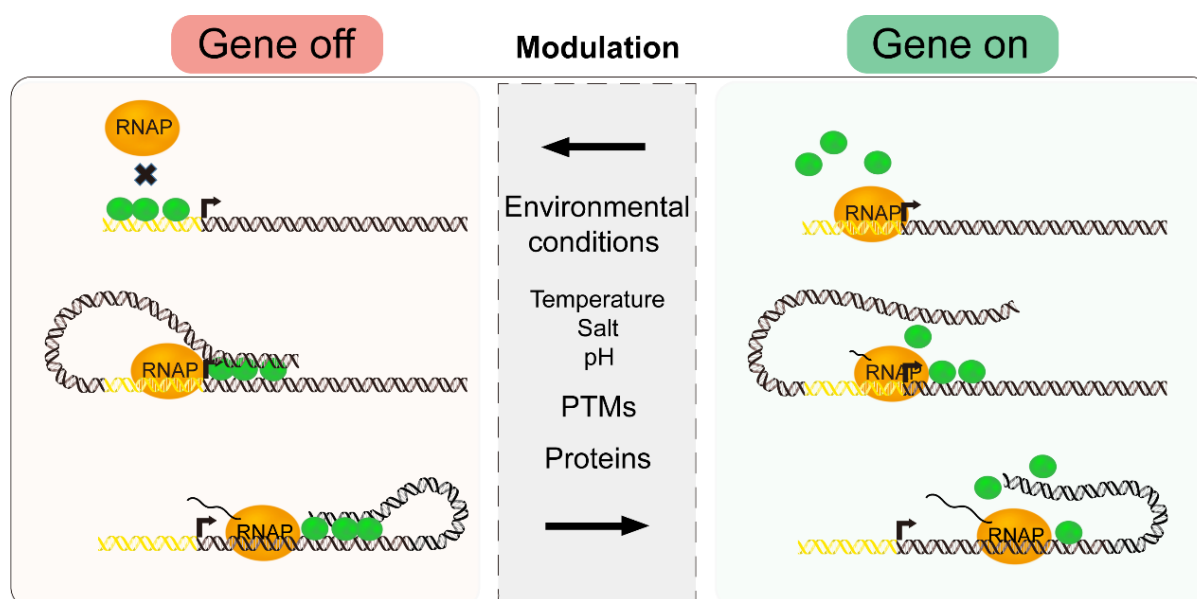 Gene off
Modulation
Gene on
RNAP
RNAP
Environmental
conditions
Temperature
Salt
pH
RNAP
RNAP
PTMs
Proteins
RNAP
RNAP